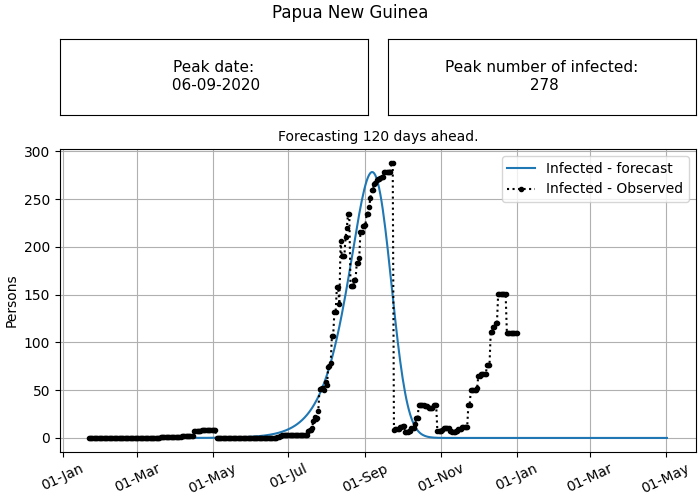 Papua New Guinea
Peak date:
06-09-2020
Peak number of infected:
278
Forecasting 120 days ahead.
300
250
200
150
100
50
0
Persons
Infected - forecast
Infected - Observed
01-Jan
01-Mar
01-May
01-Jul
01-Sep
01-Nov
01-Jan
01-Mar
01-May